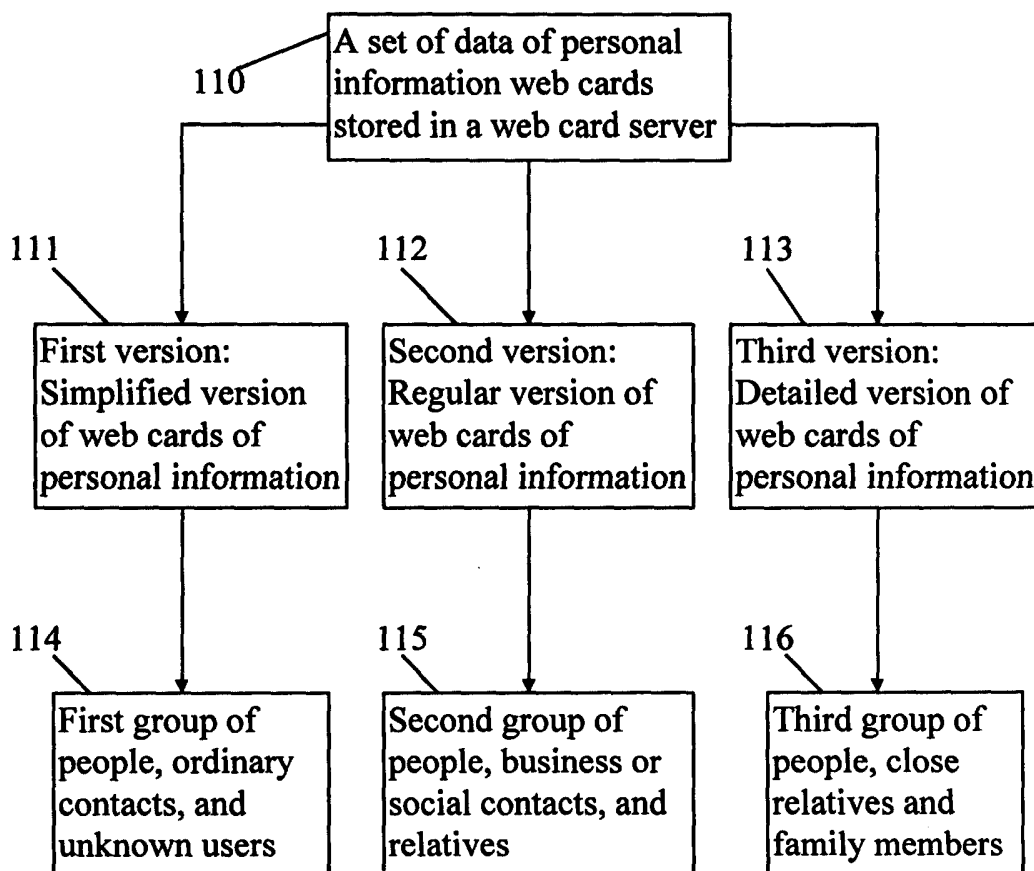 A set of data of personal
information web cards
stored in a web card server
110
111
112
113
First version:
Simplified version
of web cards of
personal information
Second version:
Regular version of
web cards of
personal information
Third version:
Detailed version of
web cards of
personal information
114
115
116
First group of
people, ordinary
contacts, and
unknown users
Second group of
people, business or
social contacts, and
relatives
Third group of
people, close
relatives and
family members